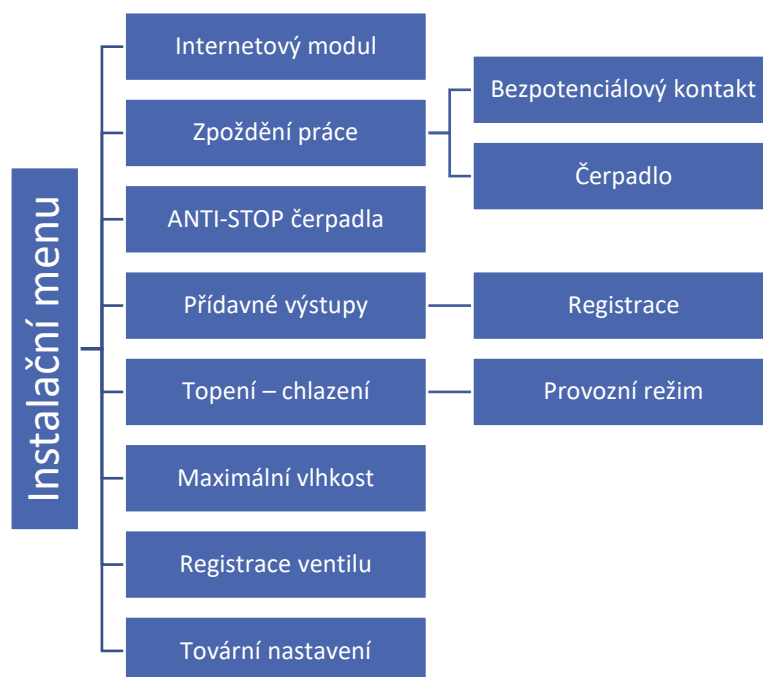 Instalační menu
Internetový modul
Zpoždění práce
Bezpotenciálový kontakt
Čerpadlo
ANTI-STOP čerpadla
Přídavné výstupy
Registrace
Topení – chlazení
Provozní režim
Maximální vlhkost
Registrace ventilu
Tovární nastavení